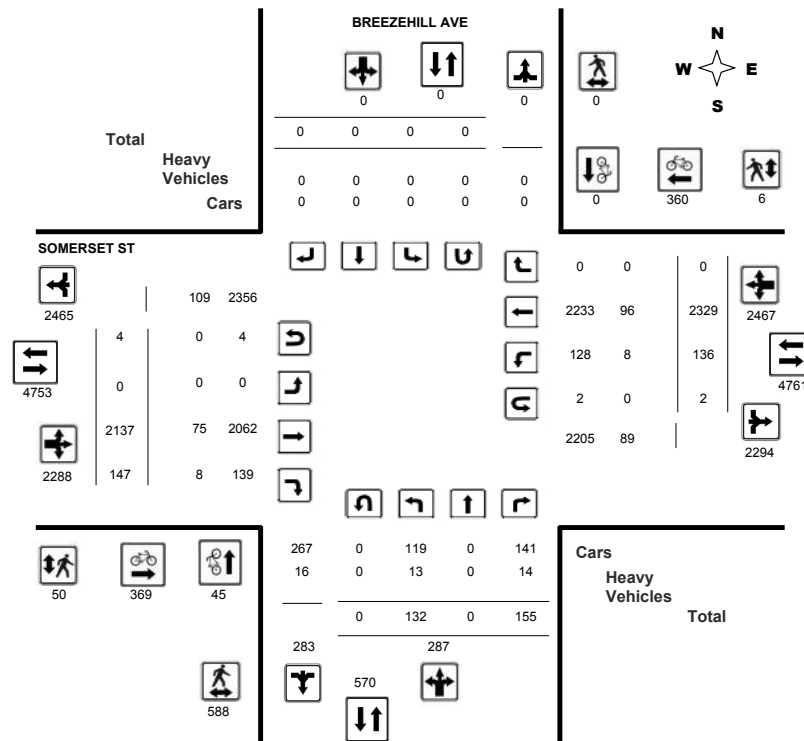 BREEZEHILL AVE
N
W E
S
0 0 0 0
0 0 0 0
Total
Heavy
Vehicles 0 0 0 0 0
Cars 0 0 0 0 0
0 360 6
SOMERSET ST
2465 109 2356
0 0 0
2233 96 2329 2467
4 0 4
4753
0 0 0
128 8 136
4761
2 0 2
2137 75 2062
2205 89 2294
2288 147 8 139
267 0 119 0 141
16 0 13 0 14
Cars
Heavy
Vehicles
Total
50 369 45
0 132 0 155
283 287
570
588